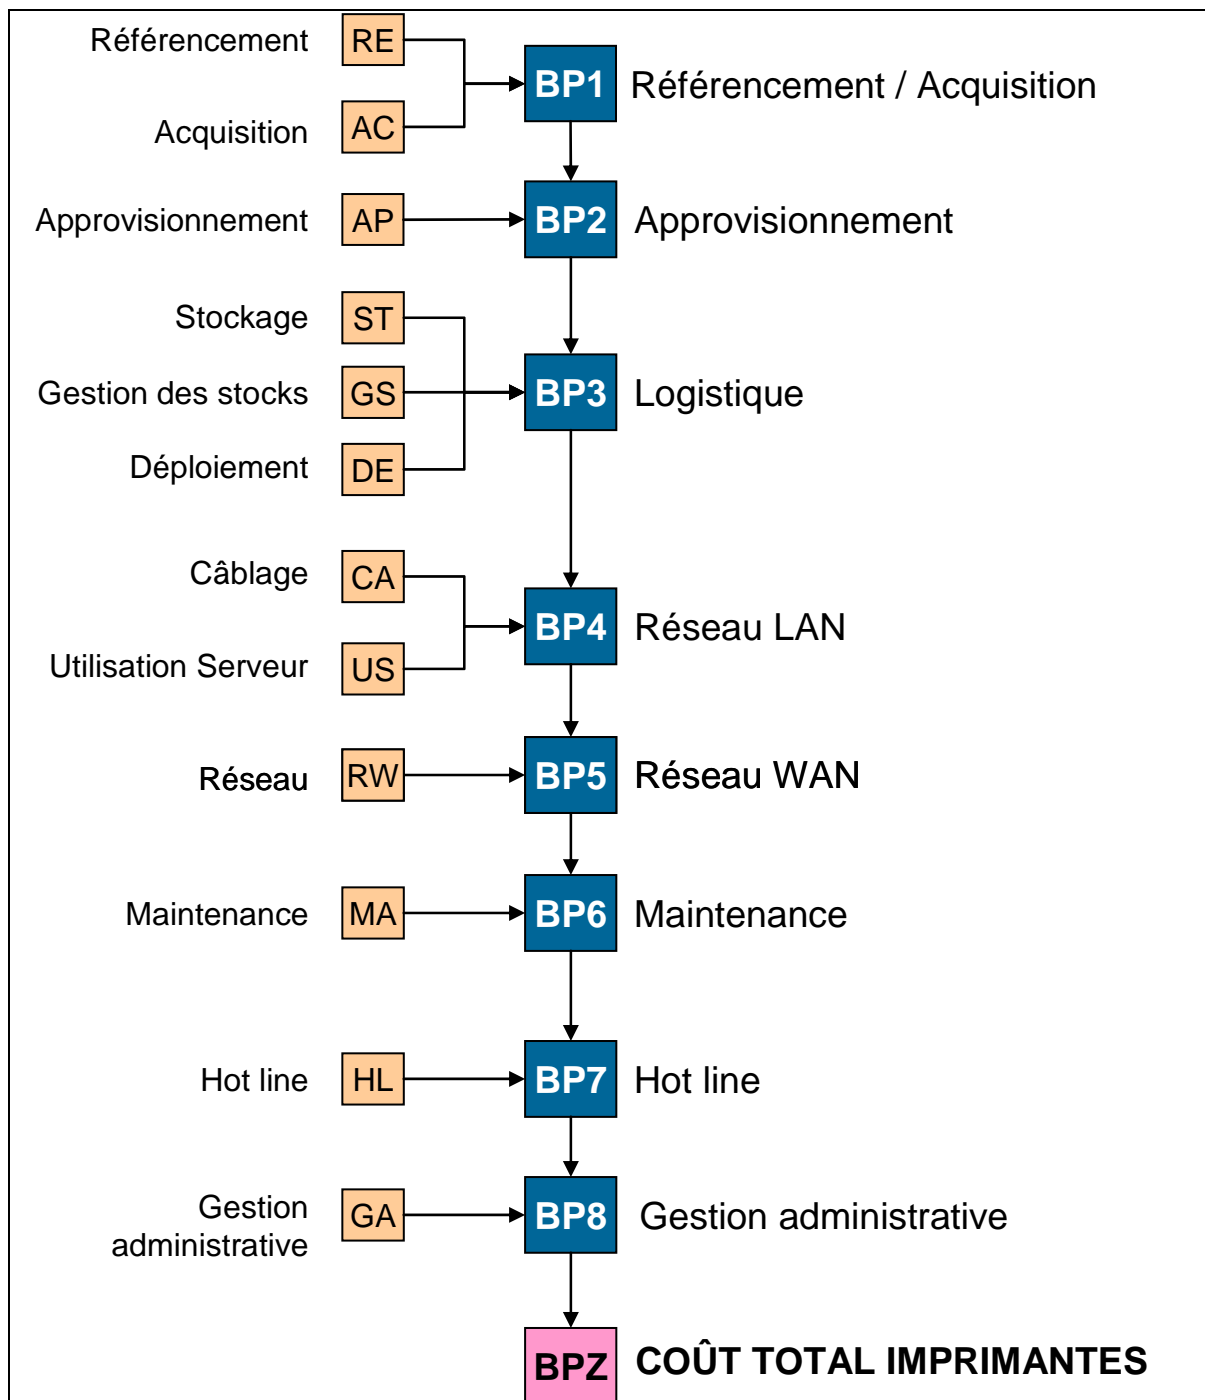 Référencement RE
BP1 Référencement / Acquisition
Acquisition AC
Approvisionnement AP BP2 Approvisionnement
Stockage ST
Gestion des stocks GS BP3 Logistique
Déploiement DE
Câblage CA
BP4 Réseau LAN
Utilisation Serveur US
Réseau RW BP5 Réseau WAN
Maintenance MA BP6 Maintenance
Hot line HL BP7 Hot line
Gestion
administrative GA BP8 Gestion administrative
BPZ COÛT TOTAL IMPRIMANTES